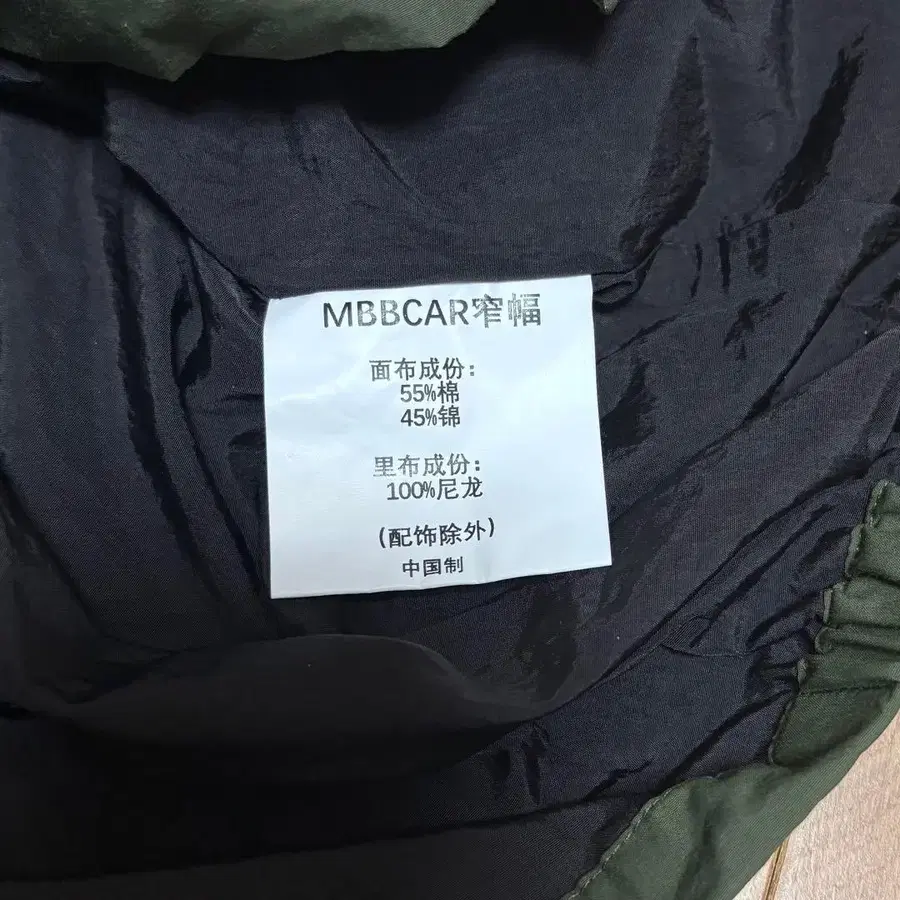 MBBCAR窄幅
面布成份:
55%棉
45%锦
里布成份:
100%尼龙
(配饰除外)
中国制